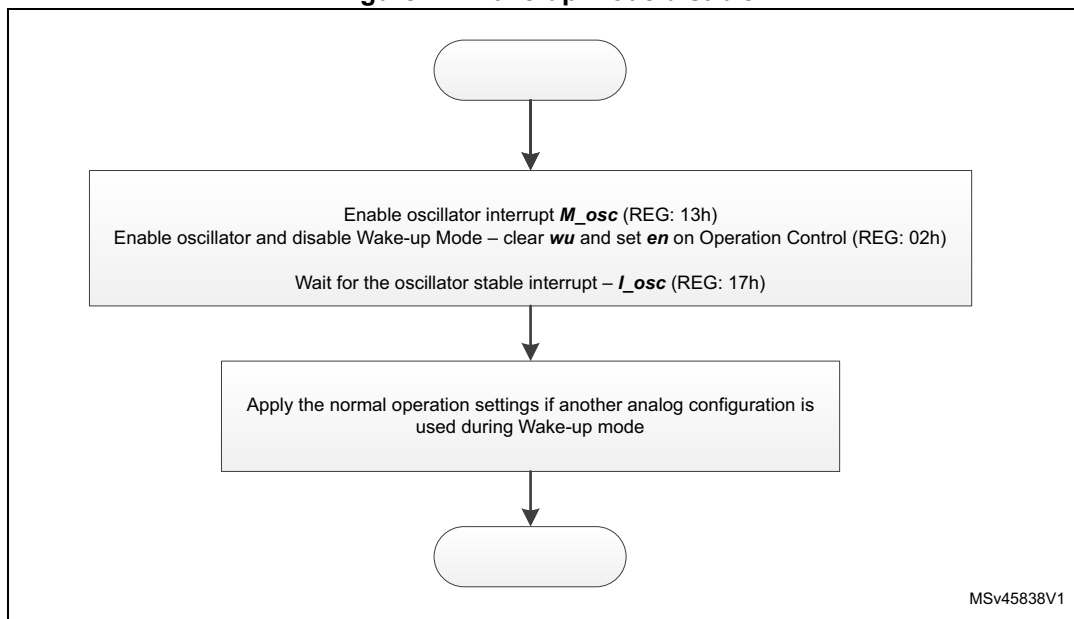 Enable oscillator interrupt M_osc (REG: 13h)
Enable oscillator and disable Wake-up Mode – clear wu and set en on Operation Control (REG: 02h)
Wait for the oscillator stable interrupt – I_osc (REG: 17h)
Apply the normal operation settings if another analog configuration is
used during Wake-up mode
MSv45838V1